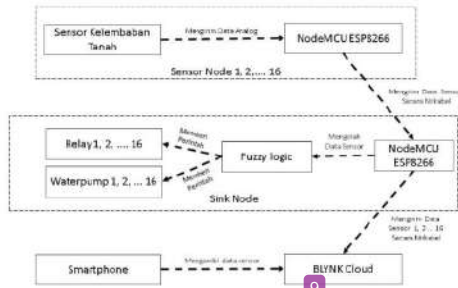 Sensor Kelembaban
Tanah
Mengirim Data Analog
NodeMCU ESP8266
Sensor Node 1, 2,.... 16
Mengirim Data Sensor
Secara Nirkabel
Relay 1, 2, .... 16
Memberi
Perintah
Fuzzy logic
Mengolah
Data Sensor
NodeMCU
ESP8266
Waterpump 1, 2, ... 16
Memberi
Perintah
Sink Node
Mengirim Data
Sensor 1, 2 .. 16
Secara Nirkabel
Smartphone
Mengambil data sensor
BLYNK Cloud
9